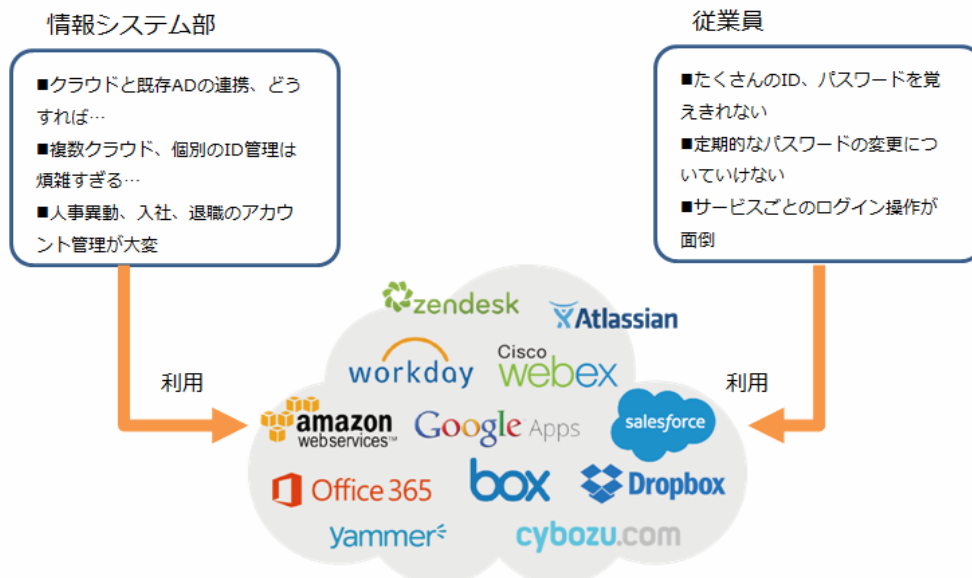 情報システム部
■クラウドと既存ADの連携、どう
すれば…
■複数クラウド、個別のID管理は
煩雑すぎる…
■人事異動、入社、退職のアカウ
ント管理が大変
従業員
■たくさんのID、パスワードを覚
えきれない
■定期的なパスワードの変更につ
いていけない
■サービスごとのログイン操作が
面倒
利用
利用
zendesk
Atlassian
workday
Cisco
webex
amazon
webservices™
Google Apps
salesforce
Office 365
box
Dropbox
yammer
cybozu.com